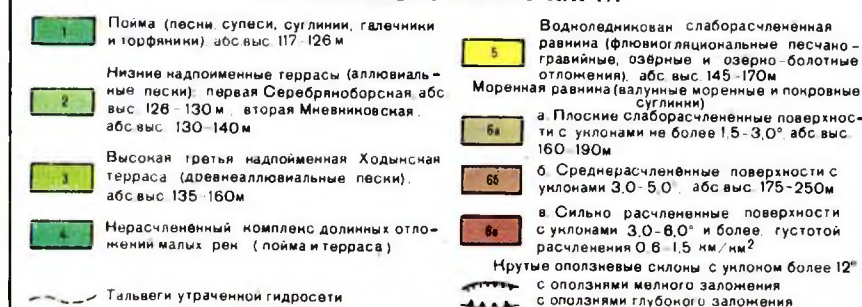 1
Пойма (пески, супеси, суглинки, галечники
и торфяники) абс выс. 117-126 м
2
Низкие надпойменные террасы (аллювиаль-
ные пески): первая Серебряноборская абс
выс. 126-130 м, вторая Мневниковская.
абс выс. 130-140 м
3
Высокая третья надпойменная Ходынская
терраса (древнеаллювиальные пески).
абс выс. 135-160м
4
Нерасчленённый комплекс долинных отло-
жений малых рек (пойма и терраса)
Тальвеги утраченной гидросети
5
Водноледниковая слаборасчленённая
равнина (флювиогляциальные песчано-
гравийные, озёрные и озерно-болотные
отложения), абс. выс. 145-170м
Моренная равнина (валунные моренные и покровные
суглинки)
6а
а. Плоские слаборасчлененные поверхнос-
ти с уклонами не более 1,5-3,0°. абс выс.
160-190м
6б
б. Среднерасчленённые поверхности с
уклонами 3,0-5,0°. абс выс. 175-250м
6в
в. Сильно расчлененные поверхности
с уклонами 3,0-6,0° и более, густотой
расчленения 0,6-1,5 км/км²
Крутые оползневые склоны с уклоном более 12°
с оползнями мелкого заложения
с оползнями глубокого заложения